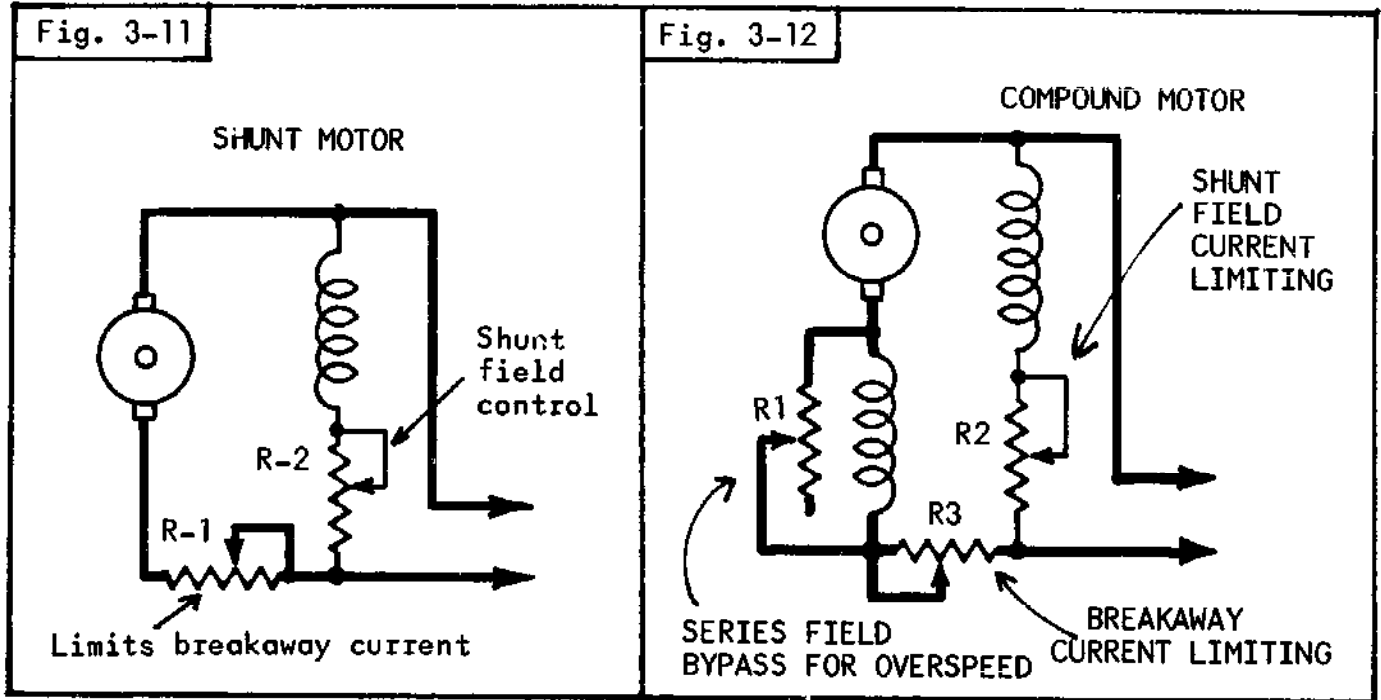 Fig. 3-11
SHUNT MOTOR
Shunt
field
control
R-2
R-1
Limits breakaway current
Fig. 3-12
COMPOUND MOTOR
SHUNT
FIELD
CURRENT
LIMITING
R1
R2
R3
SERIES FIELD
BYPASS FOR OVERSPEED
BREAKAWAY
CURRENT LIMITING